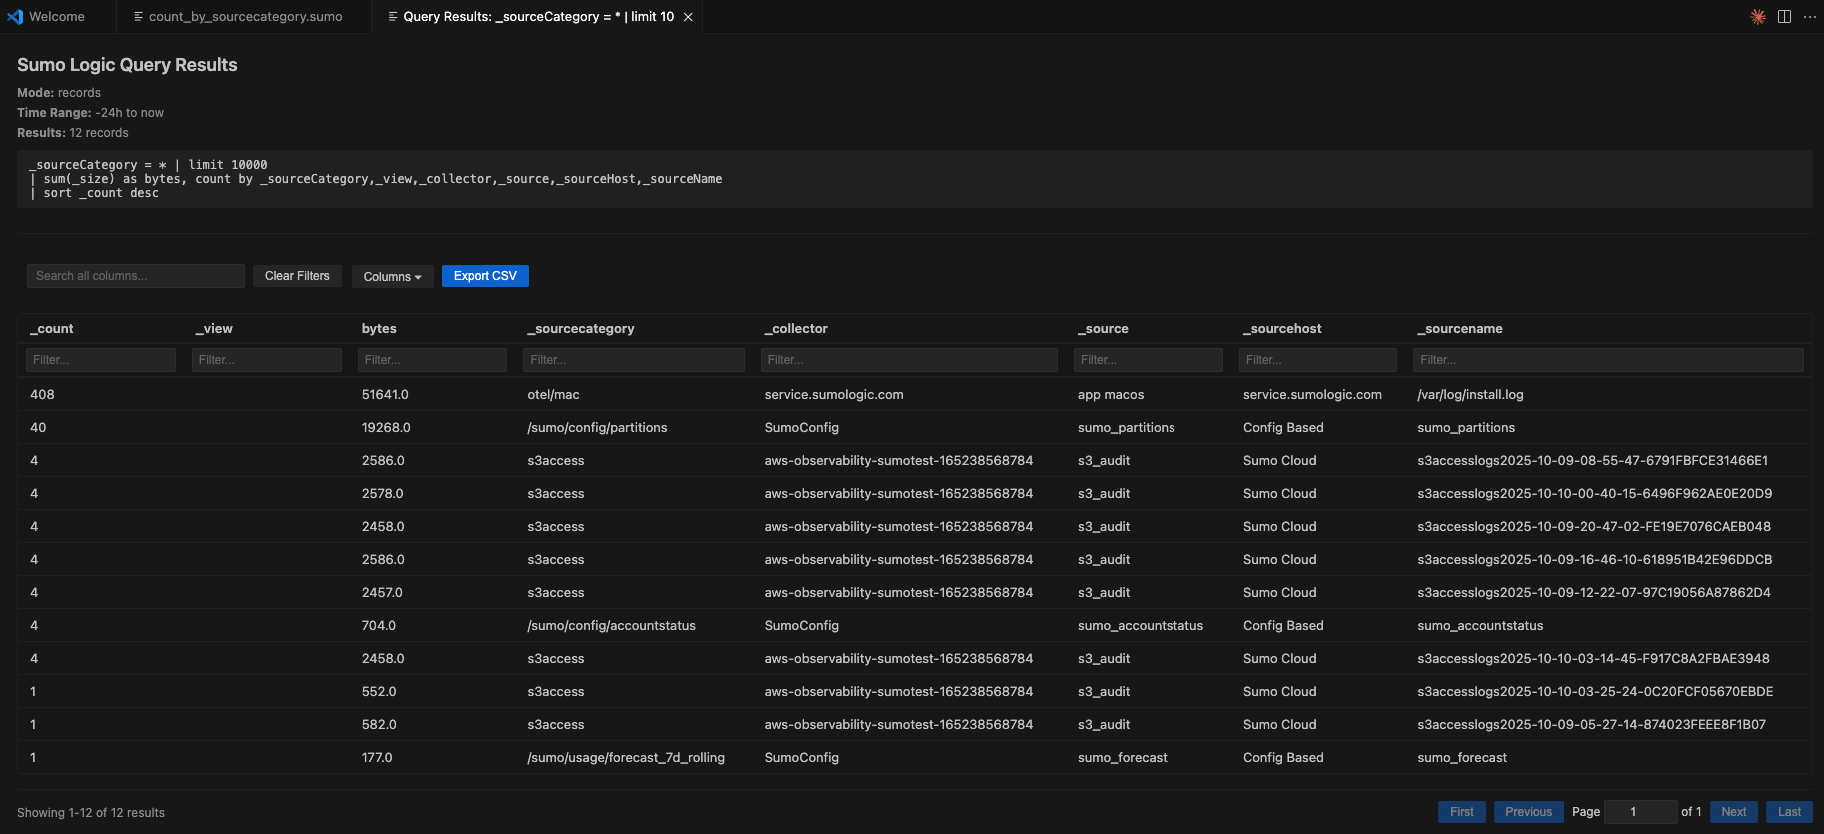 Welcome
count_by_sourcecategory.sumo
Query Results: _sourceCategory = * | limit 10
Sumo Logic Query Results
Mode: records
Time Range: -24h to now
Results: 12 records
_sourceCategory = * | limit 10000
| sum(_size) as bytes, count by _sourceCategory,_view,_collector,_source,_sourceHost,_sourceName
| sort _count desc
Search all columns... Clear Filters Columns Export CSV
_count _view bytes _sourcecategory _collector _source _sourcehost _sourcename
Filter... Filter... Filter... Filter... Filter... Filter... Filter... Filter...
408 51641.0 otel/mac service.sumologic.com app macos service.sumologic.com /var/log/install.log
40 19268.0 /sumo/config/partitions SumoConfig sumo_partitions Config Based sumo_partitions
4 2586.0 s3access aws-observability-sumotest-165238568784 s3_audit Sumo Cloud s3accesslogs2025-10-09-08-55-47-6791FBFCE31466E1
4 2578.0 s3access aws-observability-sumotest-165238568784 s3_audit Sumo Cloud s3accesslogs2025-10-10-00-40-15-6496F962AE0E20D9
4 2458.0 s3access aws-observability-sumotest-165238568784 s3_audit Sumo Cloud s3accesslogs2025-10-09-20-47-02-FE19E7076CAEB048
4 2586.0 s3access aws-observability-sumotest-165238568784 s3_audit Sumo Cloud s3accesslogs2025-10-09-16-46-10-618951B42E96DDCB
4 2457.0 s3access aws-observability-sumotest-165238568784 s3_audit Sumo Cloud s3accesslogs2025-10-09-12-22-07-97C19056A87862D4
4 704.0 /sumo/config/accountstatus SumoConfig sumo_accountstatus Config Based sumo_accountstatus
4 2458.0 s3access aws-observability-sumotest-165238568784 s3_audit Sumo Cloud s3accesslogs2025-10-10-03-14-45-F917C8A2FBAE3948
1 552.0 s3access aws-observability-sumotest-165238568784 s3_audit Sumo Cloud s3accesslogs2025-10-10-03-25-24-0C20FCF05670EBDE
1 582.0 s3access aws-observability-sumotest-165238568784 s3_audit Sumo Cloud s3accesslogs2025-10-09-05-27-14-874023FEEE8F1B07
1 177.0 /sumo/usage/forecast_7d_rolling SumoConfig sumo_forecast Config Based sumo_forecast
Showing 1-12 of 12 results
First Previous Page 1 of 1 Next Last